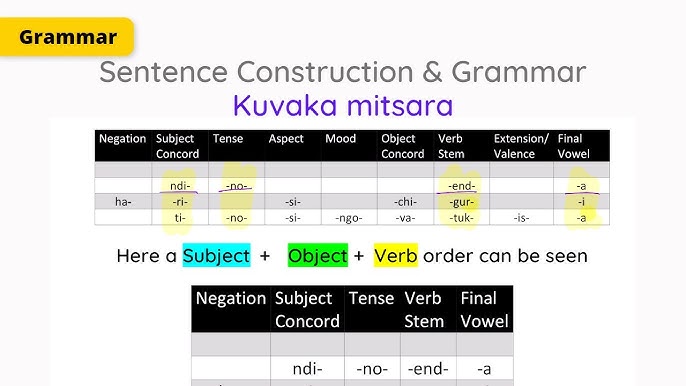 Grammar
Sentence Construction & Grammar
Kuvaka mitsara
Negation Subject Concord Tense Aspect Mood Object Concord Verb Stem Extension/ Valence Final Vowel
ndi- -no- -end- -a
ha- -ri- -si- -chi- -gur- -i
ti- -no- -si- -ngo- -va- -tuk- -is- -a
Here a Subject + Object + Verb order can be seen
Negation Subject Concord Tense Verb Stem Final Vowel
ndi- -no- -end- -a